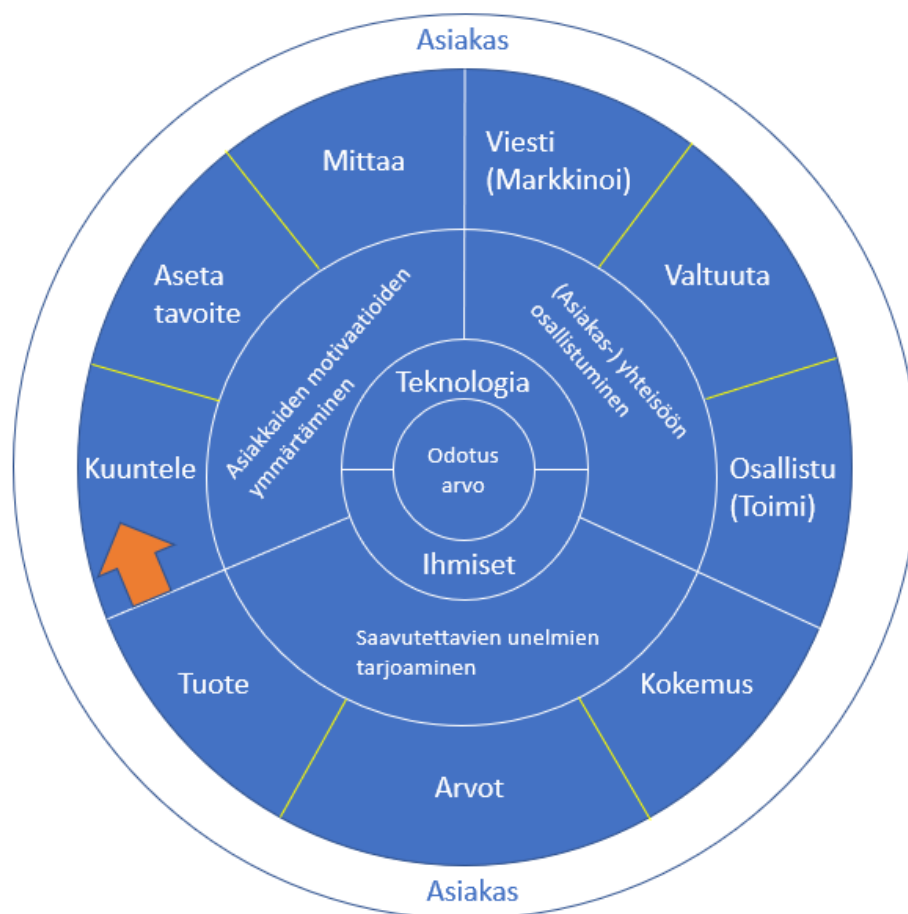 Asiakas
Mittaa
Viesti
(Markkinoi)
Aseta
tavoite
Valtuuta
Asiakkaiden motivaatioiden
ymmärtäminen
(Asiakas-) yhteisöön
osallistuminen
Teknologia
Kuuntele
Odotus
arvo
Osallistu
(Toimi)
Ihmiset
Saavutettavien unelmien
tarjoaminen
Tuote
Kokemus
Arvot
Asiakas